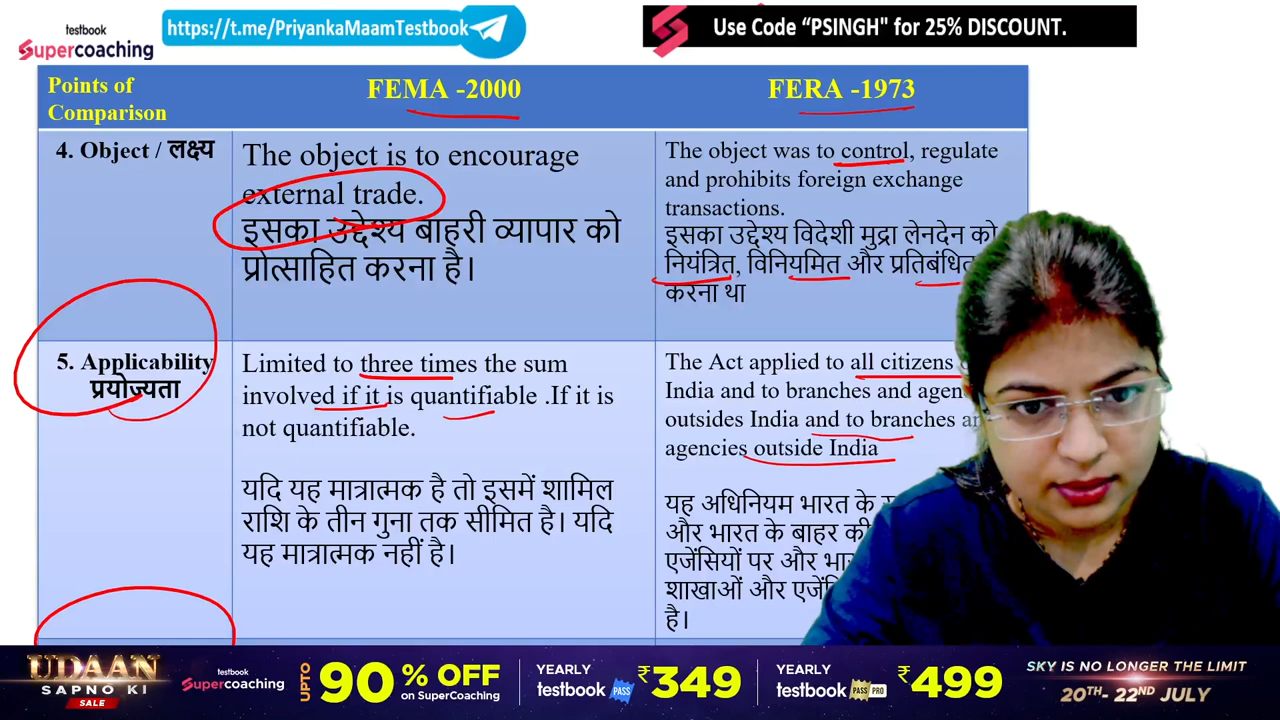 testbook
Supercoaching
https://t.me/PriyankaMaamTestbook
Use Code “PSINGH" for 25% DISCOUNT.
Points of
Comparison
FEMA -2000
FERA -1973
4. Object / लक्ष्य
The object is to encourage
external trade.
इसका उद्देश्य बाहरी व्यापार को
प्रोत्साहित करना है।
The object was to control, regulate
and prohibits foreign exchange
transactions.
इसका उद्देश्य विदेशी मुद्रा लेनदेन को
नियंत्रित, विनियमित और प्रतिबंधित
करना था
5. Applicability
प्रयोज्यता
Limited to three times the sum
involved if it is quantifiable .If it is
not quantifiable.
यदि यह मात्रात्मक है तो इसमें शामिल
राशि के तीन गुना तक सीमित है। यदि
यह मात्रात्मक नहीं है।
The Act applied to all citizens
India and to branches and
outsides India and to branches
agencies outside India
यह अधिनियम भारत के
और भारत के बाहर की
एजेंसियों पर और
शाखाओं और
है।
UDAAN
SAPNO KI
SALE
testbook
Supercoaching
UPTO
90% OFF
on SuperCoaching
YEARLY
testbook PASS
₹349
YEARLY
testbook PASS PRO
₹499
SKY IS NO LONGER THE LIMIT
20TH- 22ND JULY